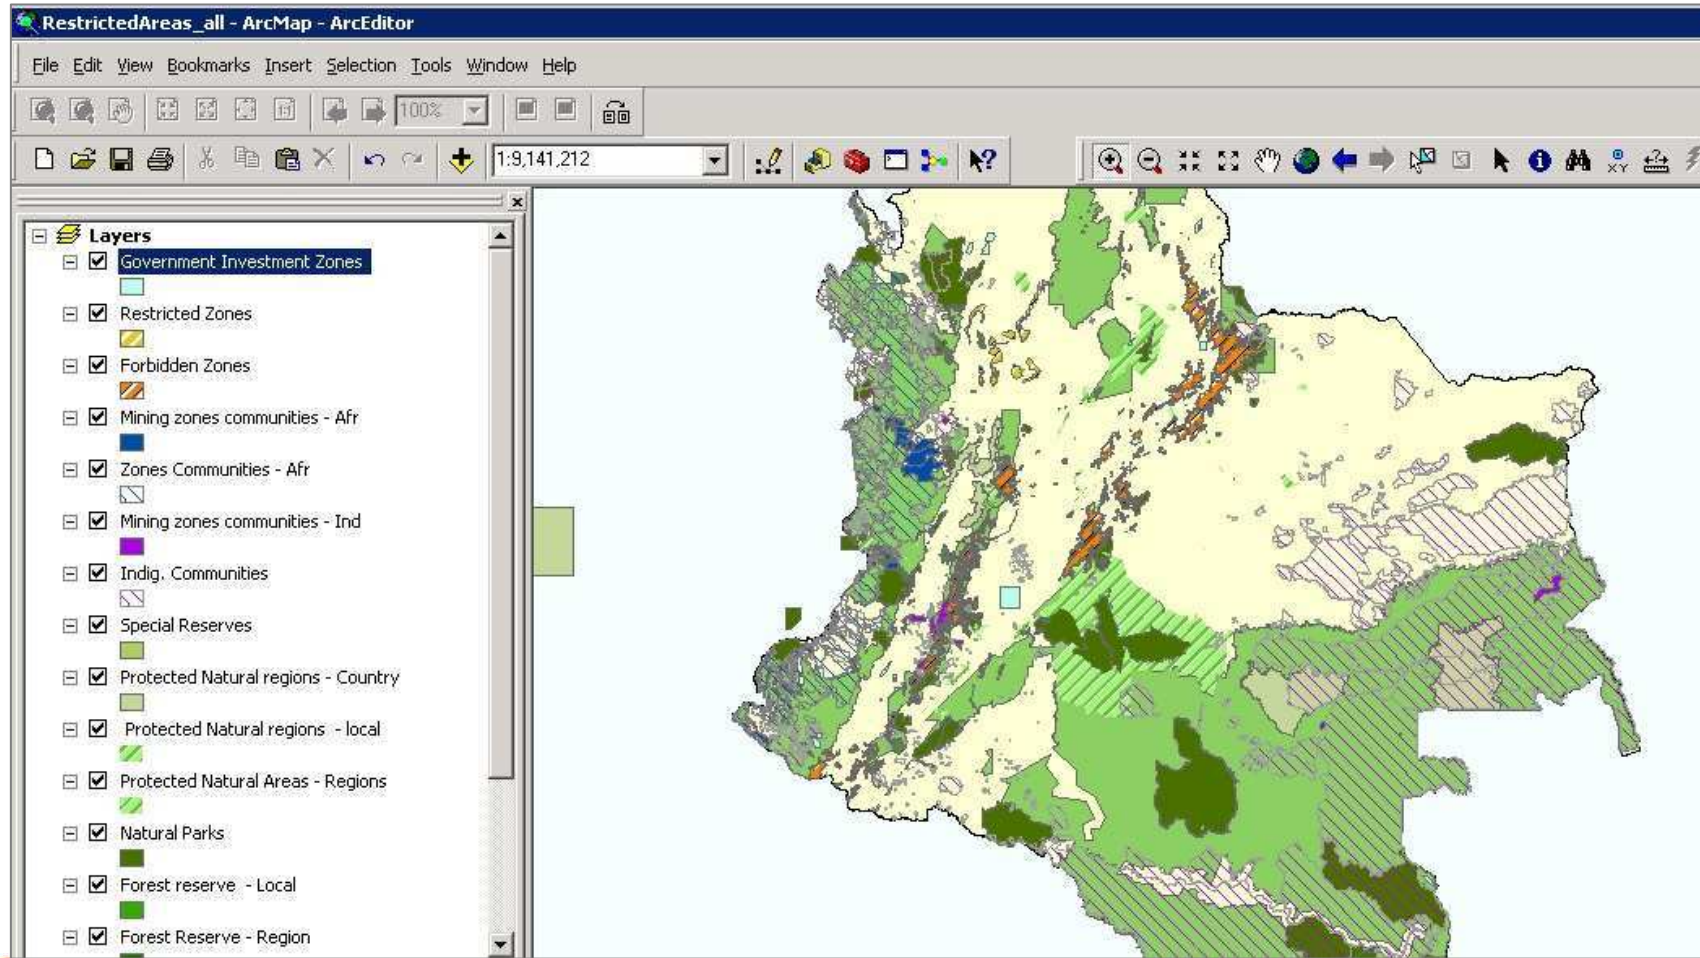 RestrictedAreas_all - ArcMap - ArcEditor
File Edit View Bookmarks Insert Selection Tools Window Help
1:1 100%
1:9,141,212
XY
Layers
Government Investment Zones
Restricted Zones
Forbidden Zones
Mining zones communities - Afr
Zones Communities - Afr
Mining zones communities - Ind
Indig. Communities
Special Reserves
Protected Natural regions - Country
Protected Natural regions - local
Protected Natural Areas - Regions
Natural Parks
Forest reserve - Local
Forest Reserve - Region